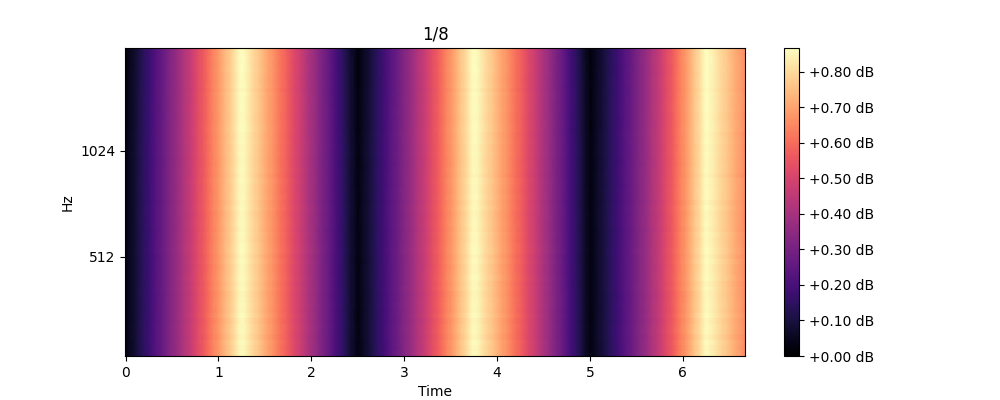 1/8
Hz
1024
512
0 1 2 3 4 5 6
Time
+0.80 dB
+0.70 dB
+0.60 dB
+0.50 dB
+0.40 dB
+0.30 dB
+0.20 dB
+0.10 dB
+0.00 dB